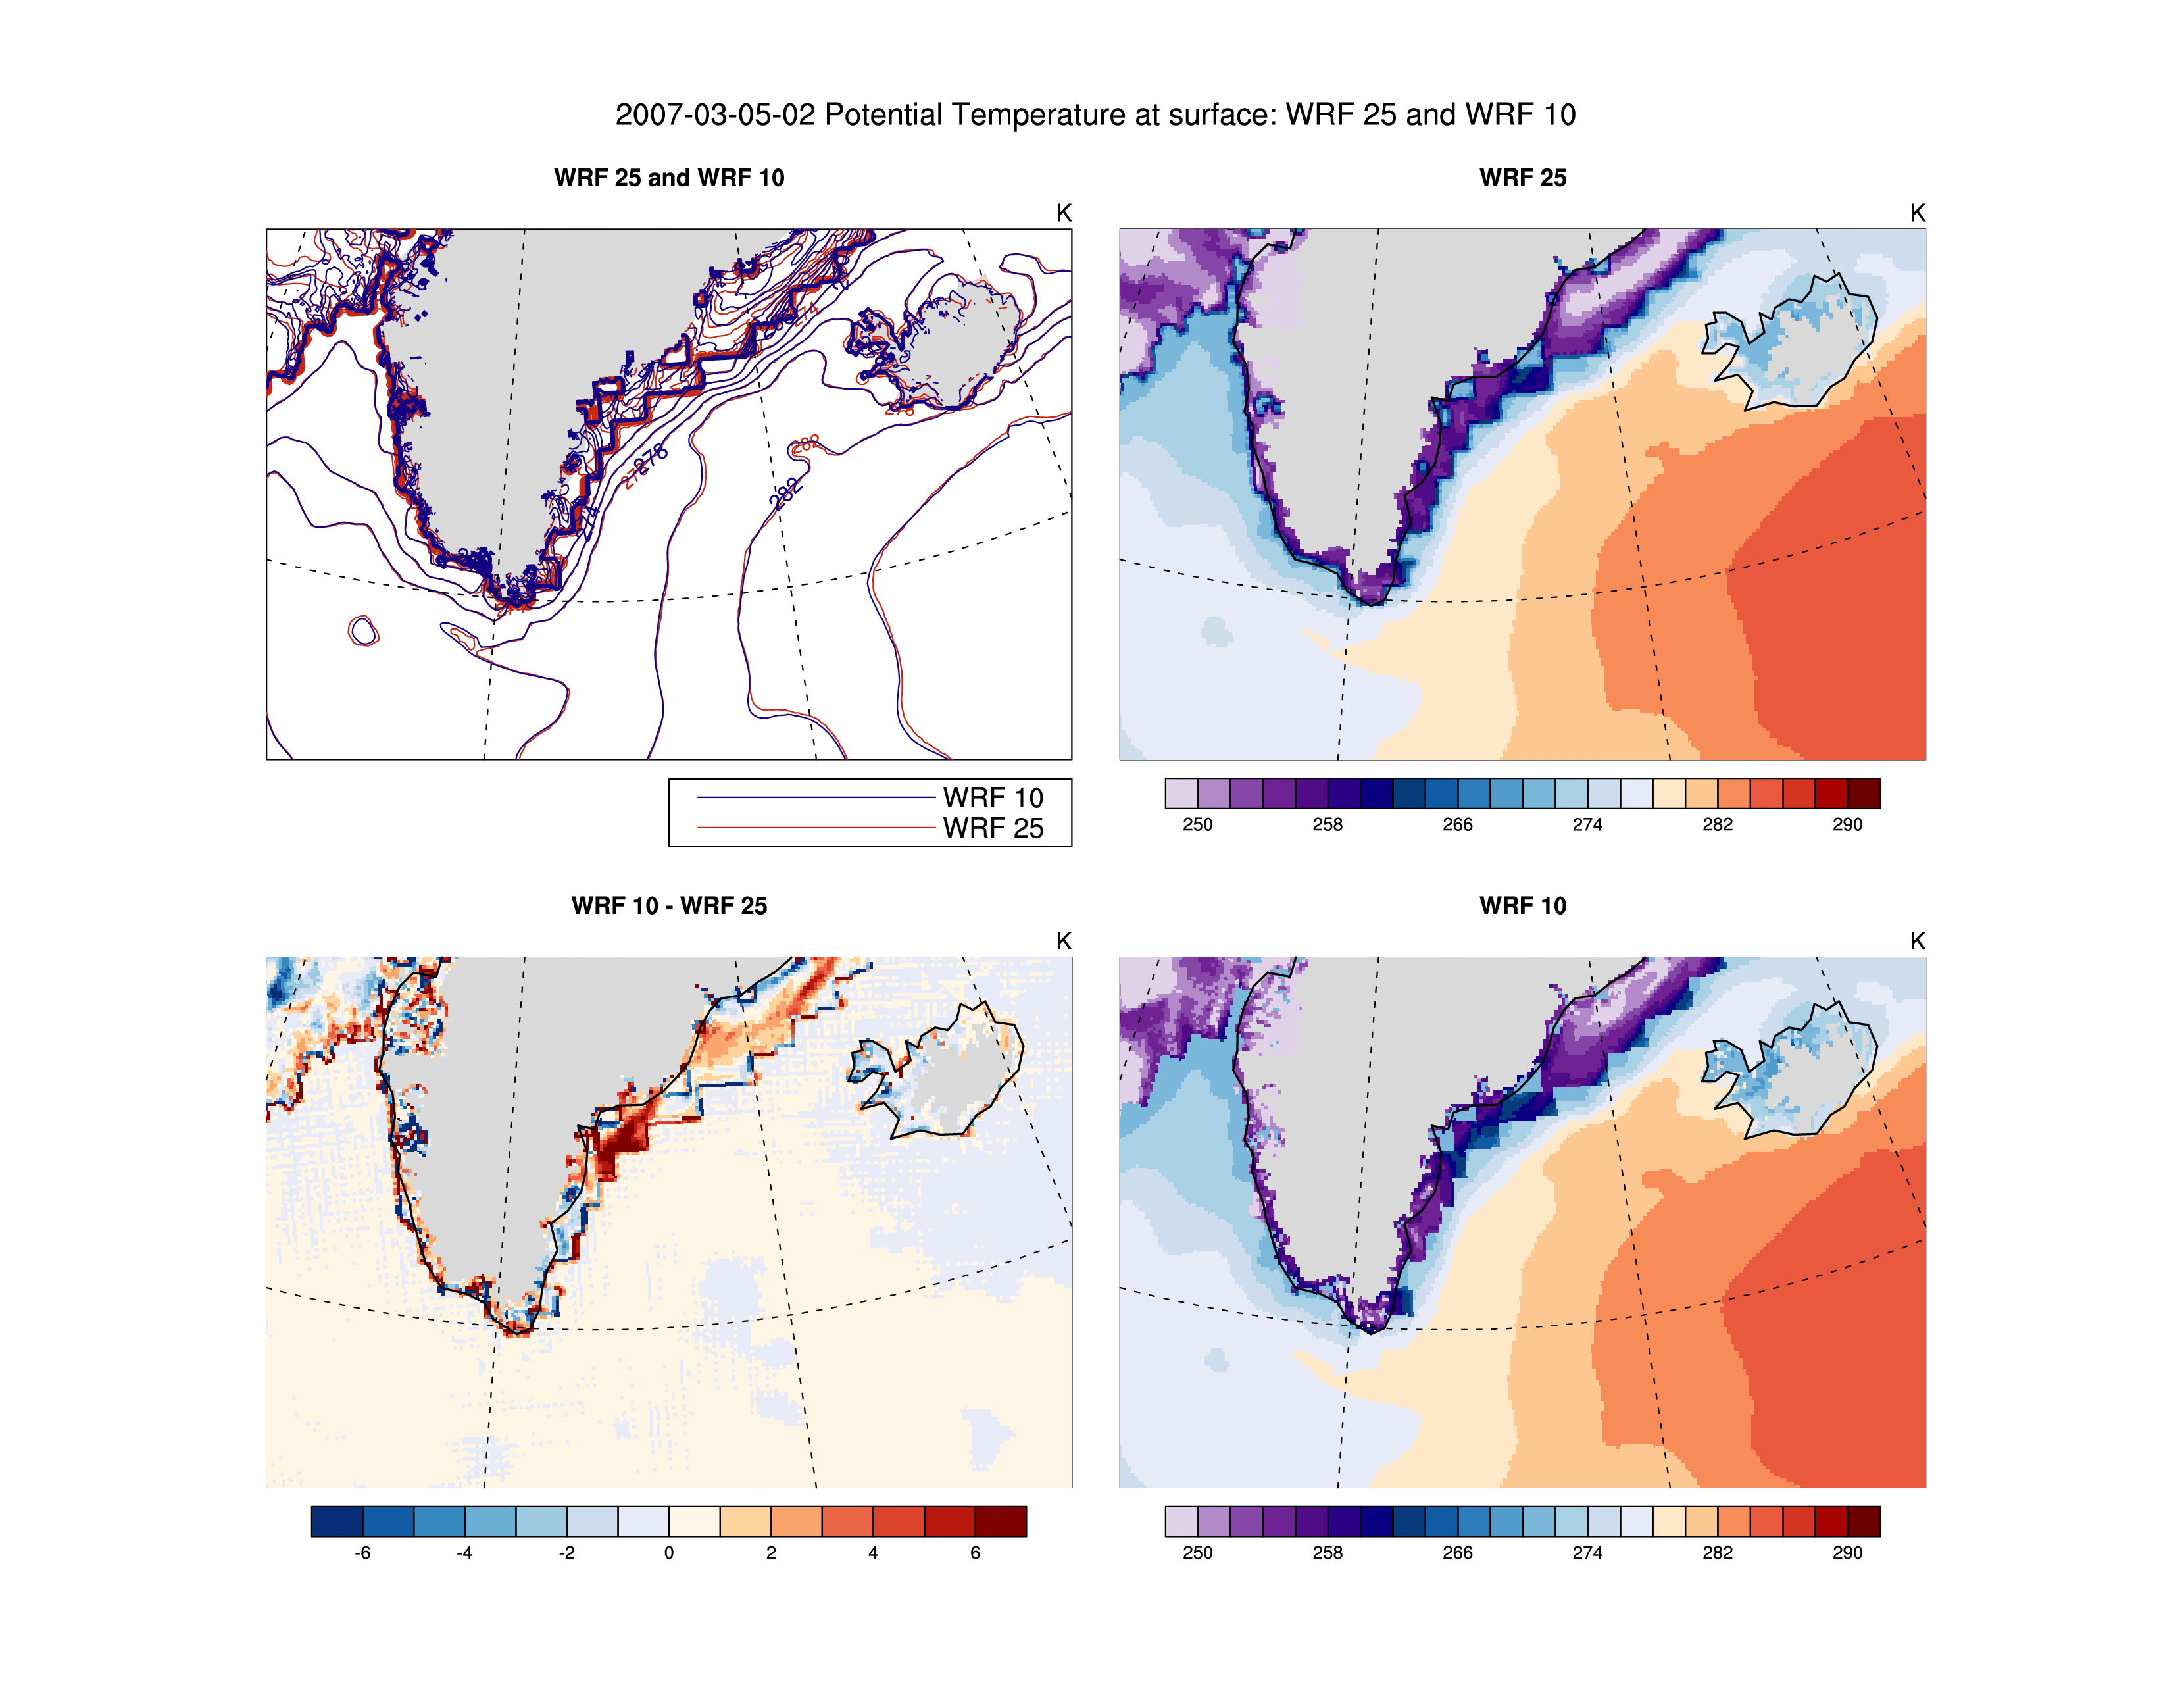 2007-03-05-02 Potential Temperature at surface: WRF 25 and WRF 10
WRF 25 and WRF 10
K
278
278
282
282
WRF 10
WRF 25
WRF 25
K
250 258 266 274 282 290
WRF 10 - WRF 25
K
-6 -4 -2 0 2 4 6
WRF 10
K
250 258 266 274 282 290